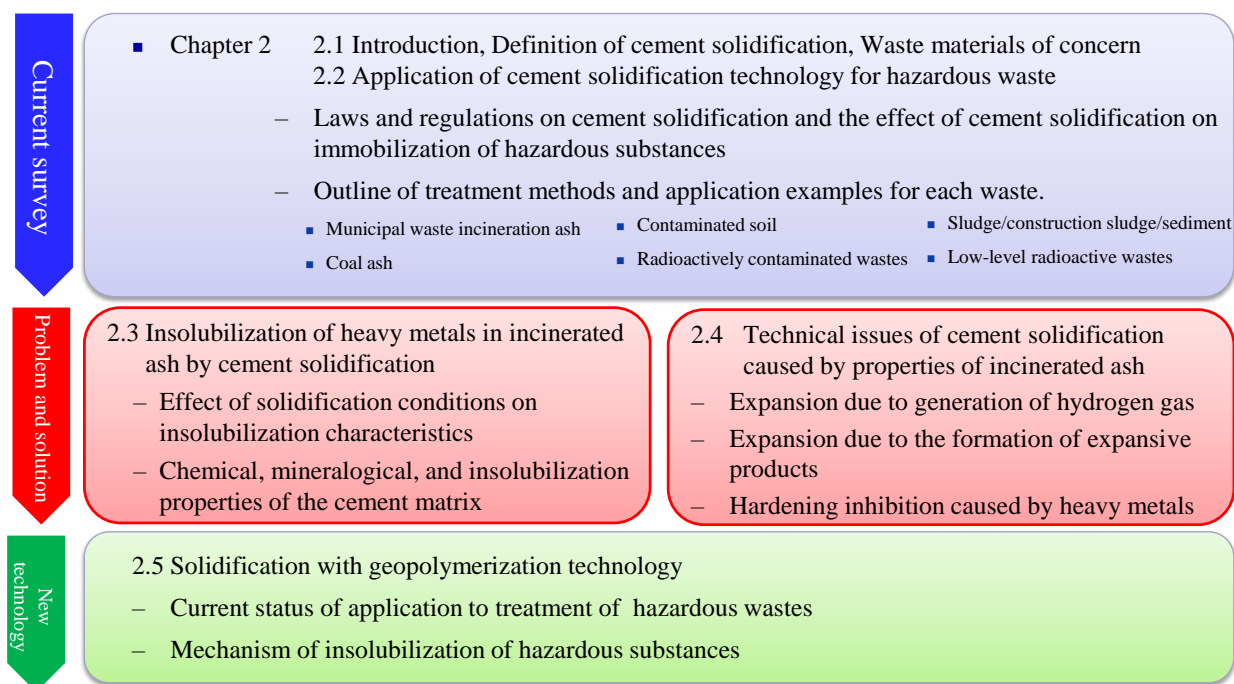 Current survey
■ Chapter 2 2.1 Introduction, Definition of cement solidification, Waste materials of concern
2.2 Application of cement solidification technology for hazardous waste
– Laws and regulations on cement solidification and the effect of cement solidification on
immobilization of hazardous substances
– Outline of treatment methods and application examples for each waste.
■ Municipal waste incineration ash
■ Contaminated soil
■ Sludge/construction sludge/sediment
■ Coal ash
■ Radioactively contaminated wastes
■ Low-level radioactive wastes
Problem and solution
2.3 Insolubilization of heavy metals in incinerated
ash by cement solidification
– Effect of solidification conditions on
insolubilization characteristics
– Chemical, mineralogical, and insolubilization
properties of the cement matrix
2.4 Technical issues of cement solidification
caused by properties of incinerated ash
– Expansion due to generation of hydrogen gas
– Expansion due to the formation of expansive
products
– Hardening inhibition caused by heavy metals
New
technology
2.5 Solidification with geopolymerization technology
– Current status of application to treatment of hazardous wastes
– Mechanism of insolubilization of hazardous substances